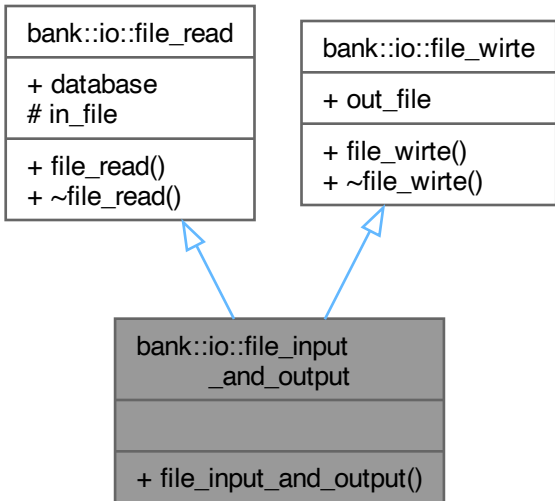 bank::io::file_read
+ database
# in_file
+ file_read()
+ ~file_read()
bank::io::file_wirte
+ out_file
+ file_wirte()
+ ~file_wirte()
bank::io::file_input
_and_output
+ file_input_and_output()